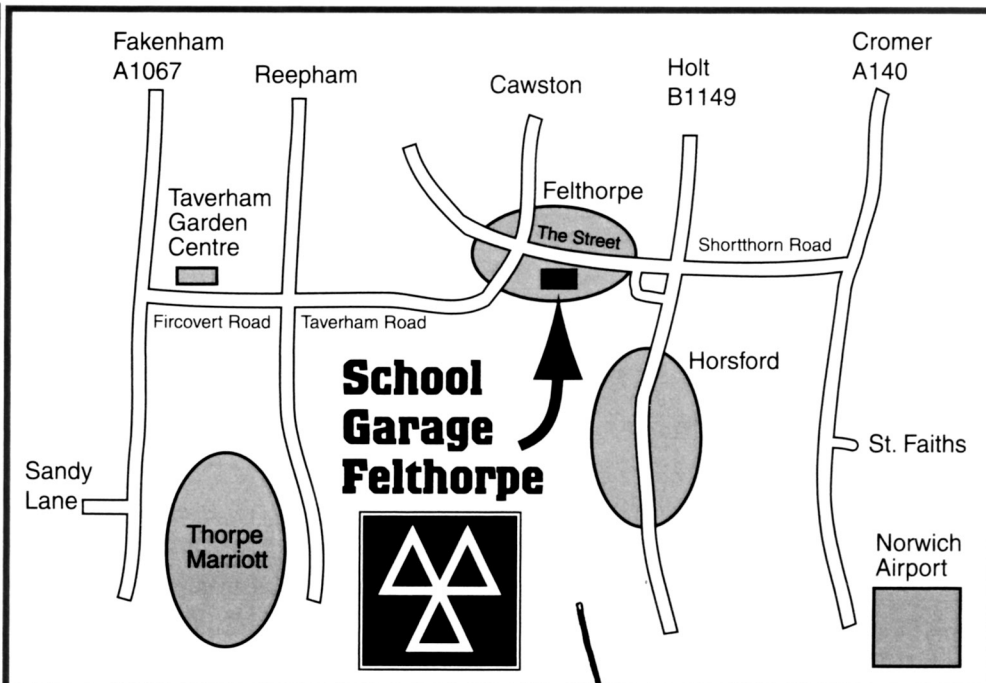 Fakenham
A1067
Reepham
Cawston
Holt
B1149
Cromer
A140
Taverham
Garden
Centre
Felthorpe
The Street
Shortthorn Road
Fircovert Road
Taverham Road
School
Garage
Felthorpe
Horsford
Sandy
Lane
St. Faiths
Thorpe
Marriott
Norwich
Airport